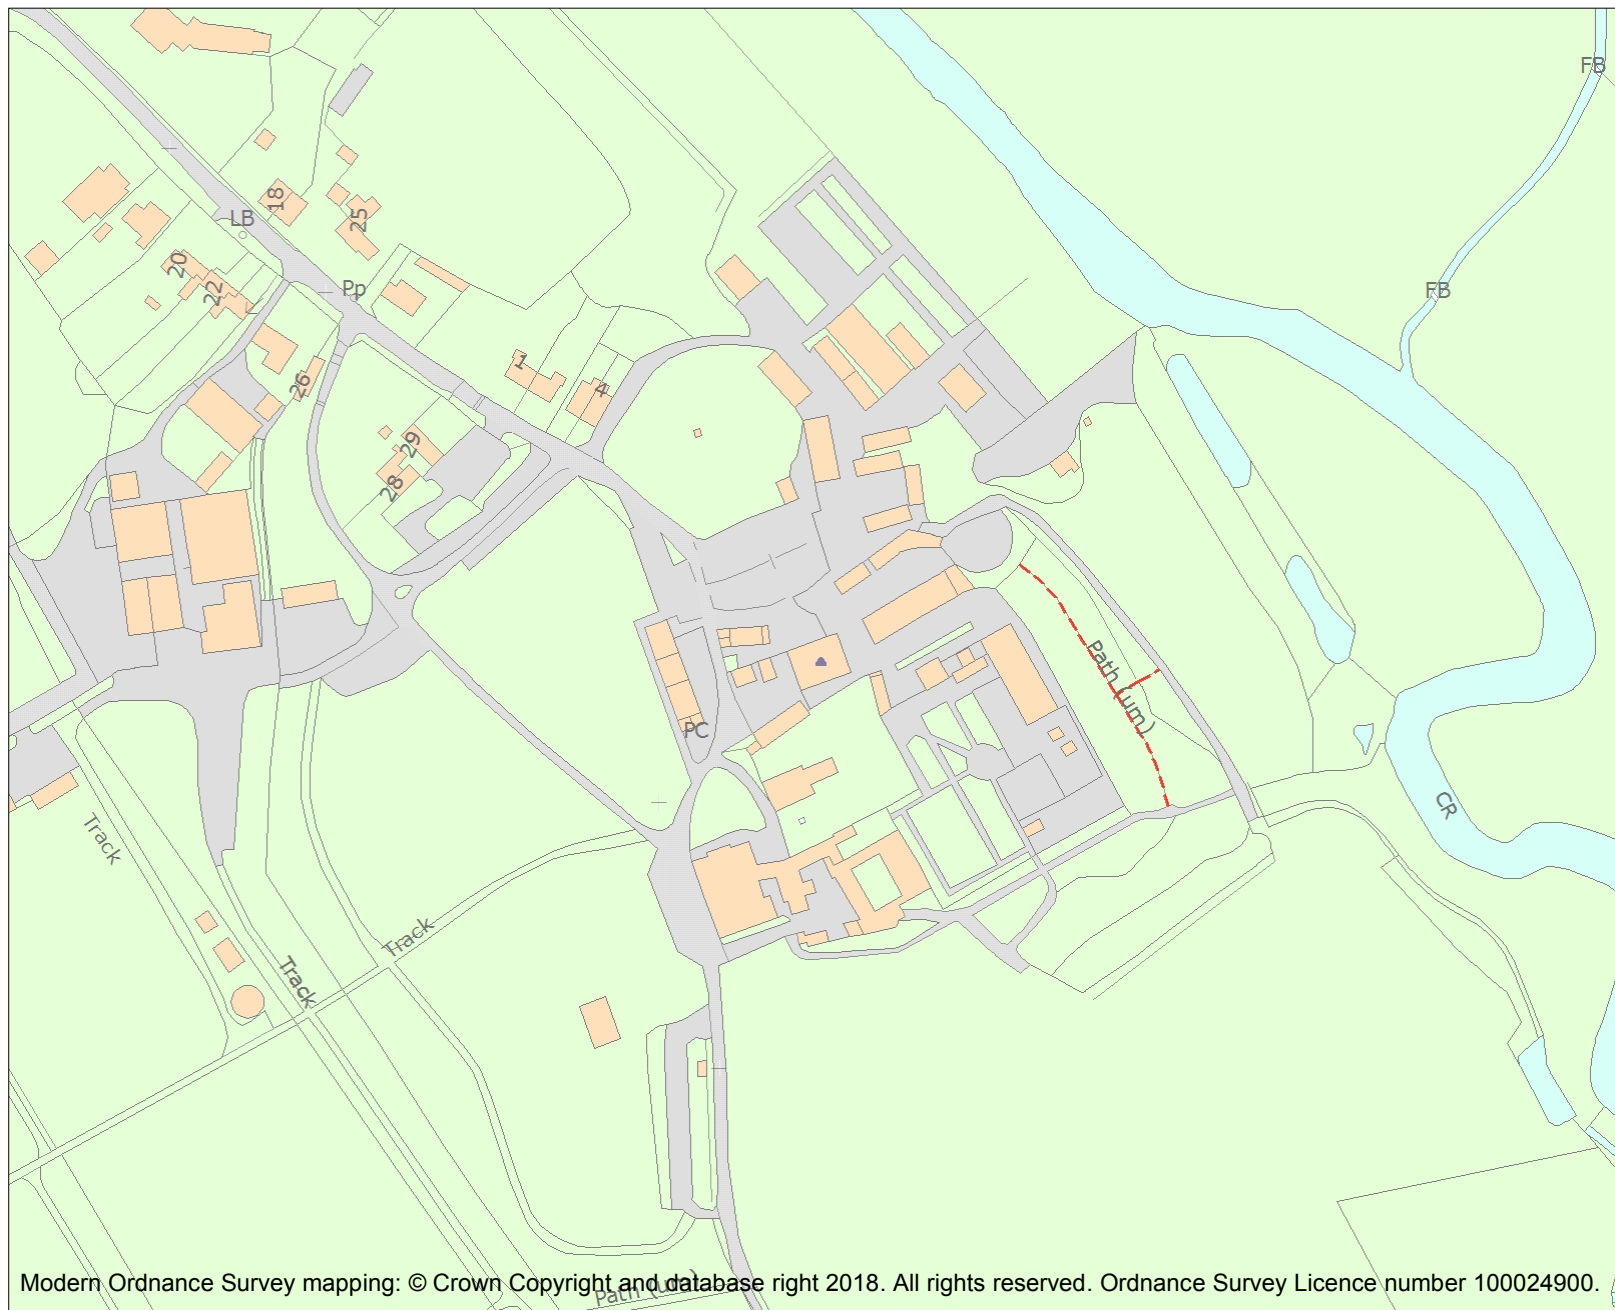 FB
18
LB
25
20
22
Pp
FB
1
4
26
29
28
Path (um)
PC
CR
Track
Track
Track
Path (um)
Modern Ordnance Survey mapping: © Crown Copyright and database right 2018. All rights reserved. Ordnance Survey Licence number 100024900.